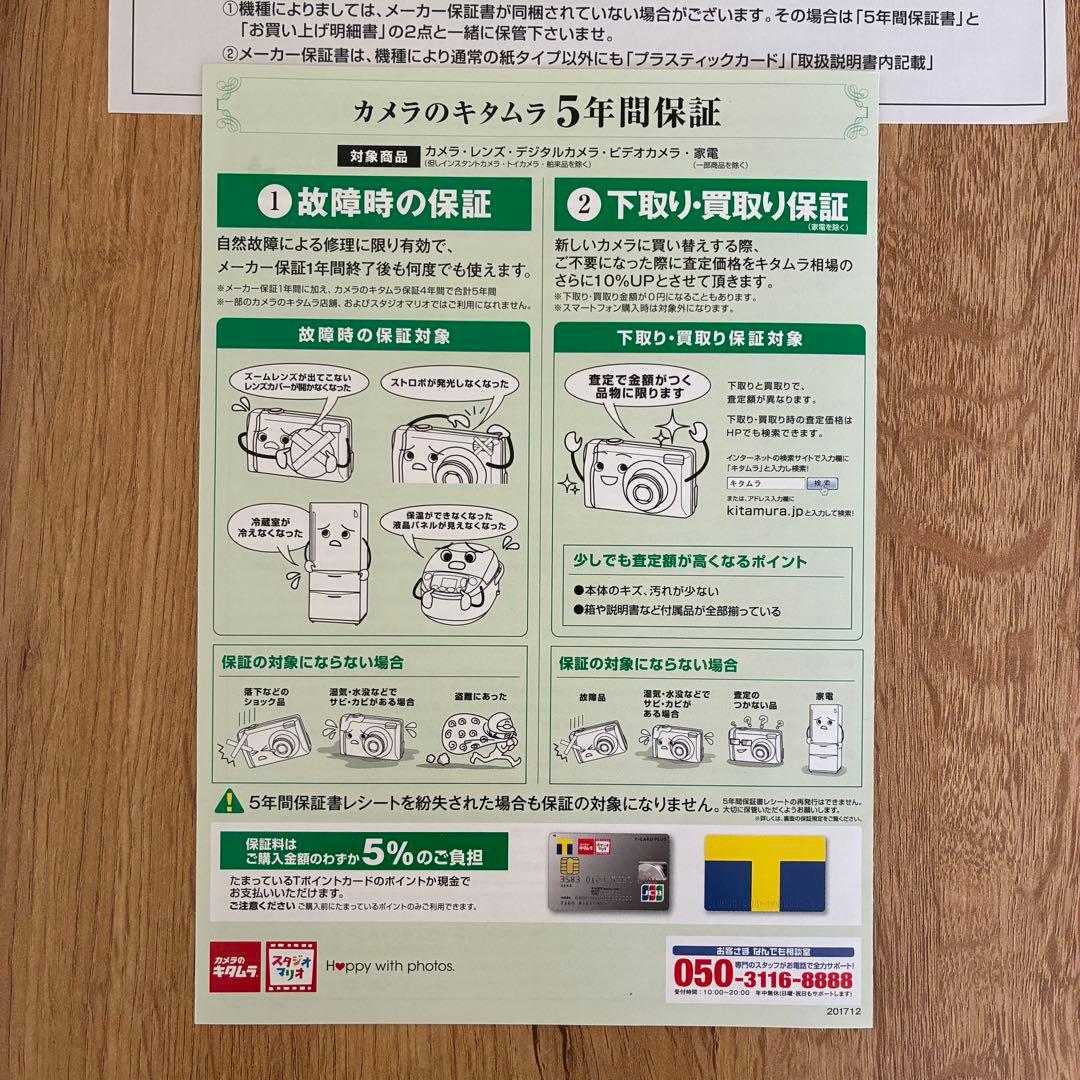 ①機種によりましては、メーカー保証書が同梱されていない場合がございます。その場合は「5年間保証書」と
「お買い上げ明細書」の2点と一緒に保管下さいませ。
②メーカー保証書は、機種により通常の紙タイプ以外にも「プラスティックカード」「取扱説明書内記載」
カメラのキタムラ 5年間保証
対象商品 カメラ・レンズ・デジタルカメラ・ビデオカメラ・家電
(但しインスタントカメラ・トイカメラ・舶来品を除く) (一部商品を除く)
① 故障時の保証
自然故障による修理に限り有効で、
メーカー保証1年間終了後も何度でも使えます。
※メーカー保証1年間に加え、カメラのキタムラ保証4年間で合計5年間
※一部のカメラのキタムラ店舗、およびスタジオマリオではご利用になれません。
故障時の保証対象
ズームレンズが出てこない
レンズカバーが開かなくなった
ストロボが発光しなくなった
冷蔵室が
冷えなくなった
保温ができなくなった
液晶パネルが見えなくなった
保証の対象にならない場合
落下などの
ショック品
湿気・水没などで
サビ・カビがある場合
盗難にあった
② 下取り・買取り保証
(家電を除く)
新しいカメラに買い替えする際、
ご不要になった際に査定価格をキタムラ相場の
さらに10%UPとさせて頂きます。
※下取り・買取り金額が0円になることもあります。
※スマートフォン購入時は対象外になります。
下取り・買取り保証対象
査定で金額がつく
品物に限ります
下取りと買取りで、
査定額が異なります。
下取り・買取り時の査定価格は
HPでも検索できます。
インターネットの検索サイトで入力欄に
「キタムラ」と入力し検索!
キタムラ 検索
または、アドレス入力欄に
kitamura.jpと入力して検索!
少しでも査定額が高くなるポイント
●本体のキズ、汚れが少ない
●箱や説明書など付属品が全部揃っている
保証の対象にならない場合
故障品
湿気・水没などで
サビ・カビが
ある場合
査定の
つかない品
家電
5年間保証書レシートを紛失された場合も保証の対象になりません。
5年間保証書レシートの再発行はできません。
大切に保管いただくようお願いします。
※詳しくは、裏面の保証規定をご覧ください。
保証料は
ご購入金額のわずか5%のご負担
たまっているTポイントカードのポイントか現金で
お支払いいただけます。
ご注意ください ご購入前にたまっているポイントのみご利用できます。
T-CARD PLUS
カメラの
キタムラ
スタジオ
マリオ
JCB
T
カメラの
キタムラ
スタジオ
マリオ
Happy with photos.
お客さま なんでも相談室
050-3116-8888
専門のスタッフがお電話で全力サポート!
受付時間:10:00~20:00 年中無休(日曜・祝日もサポートします)
201712